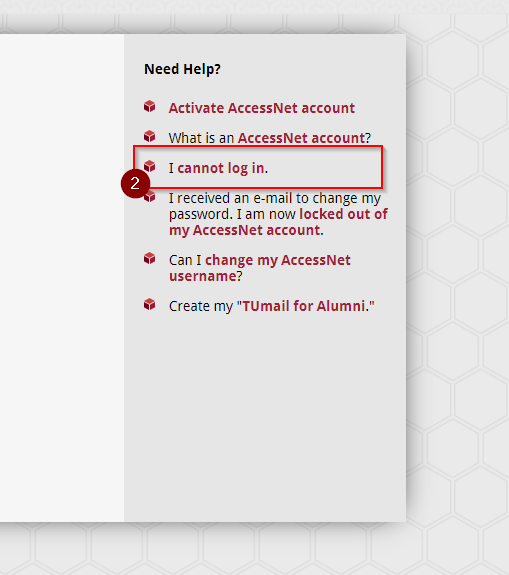 Need Help?
Activate AccessNet account
What is an AccessNet account?
I cannot log in.
2
I received an e-mail to change my
password. I am now locked out of
my AccessNet account.
Can I change my AccessNet
username?
Create my "TUmail for Alumni."